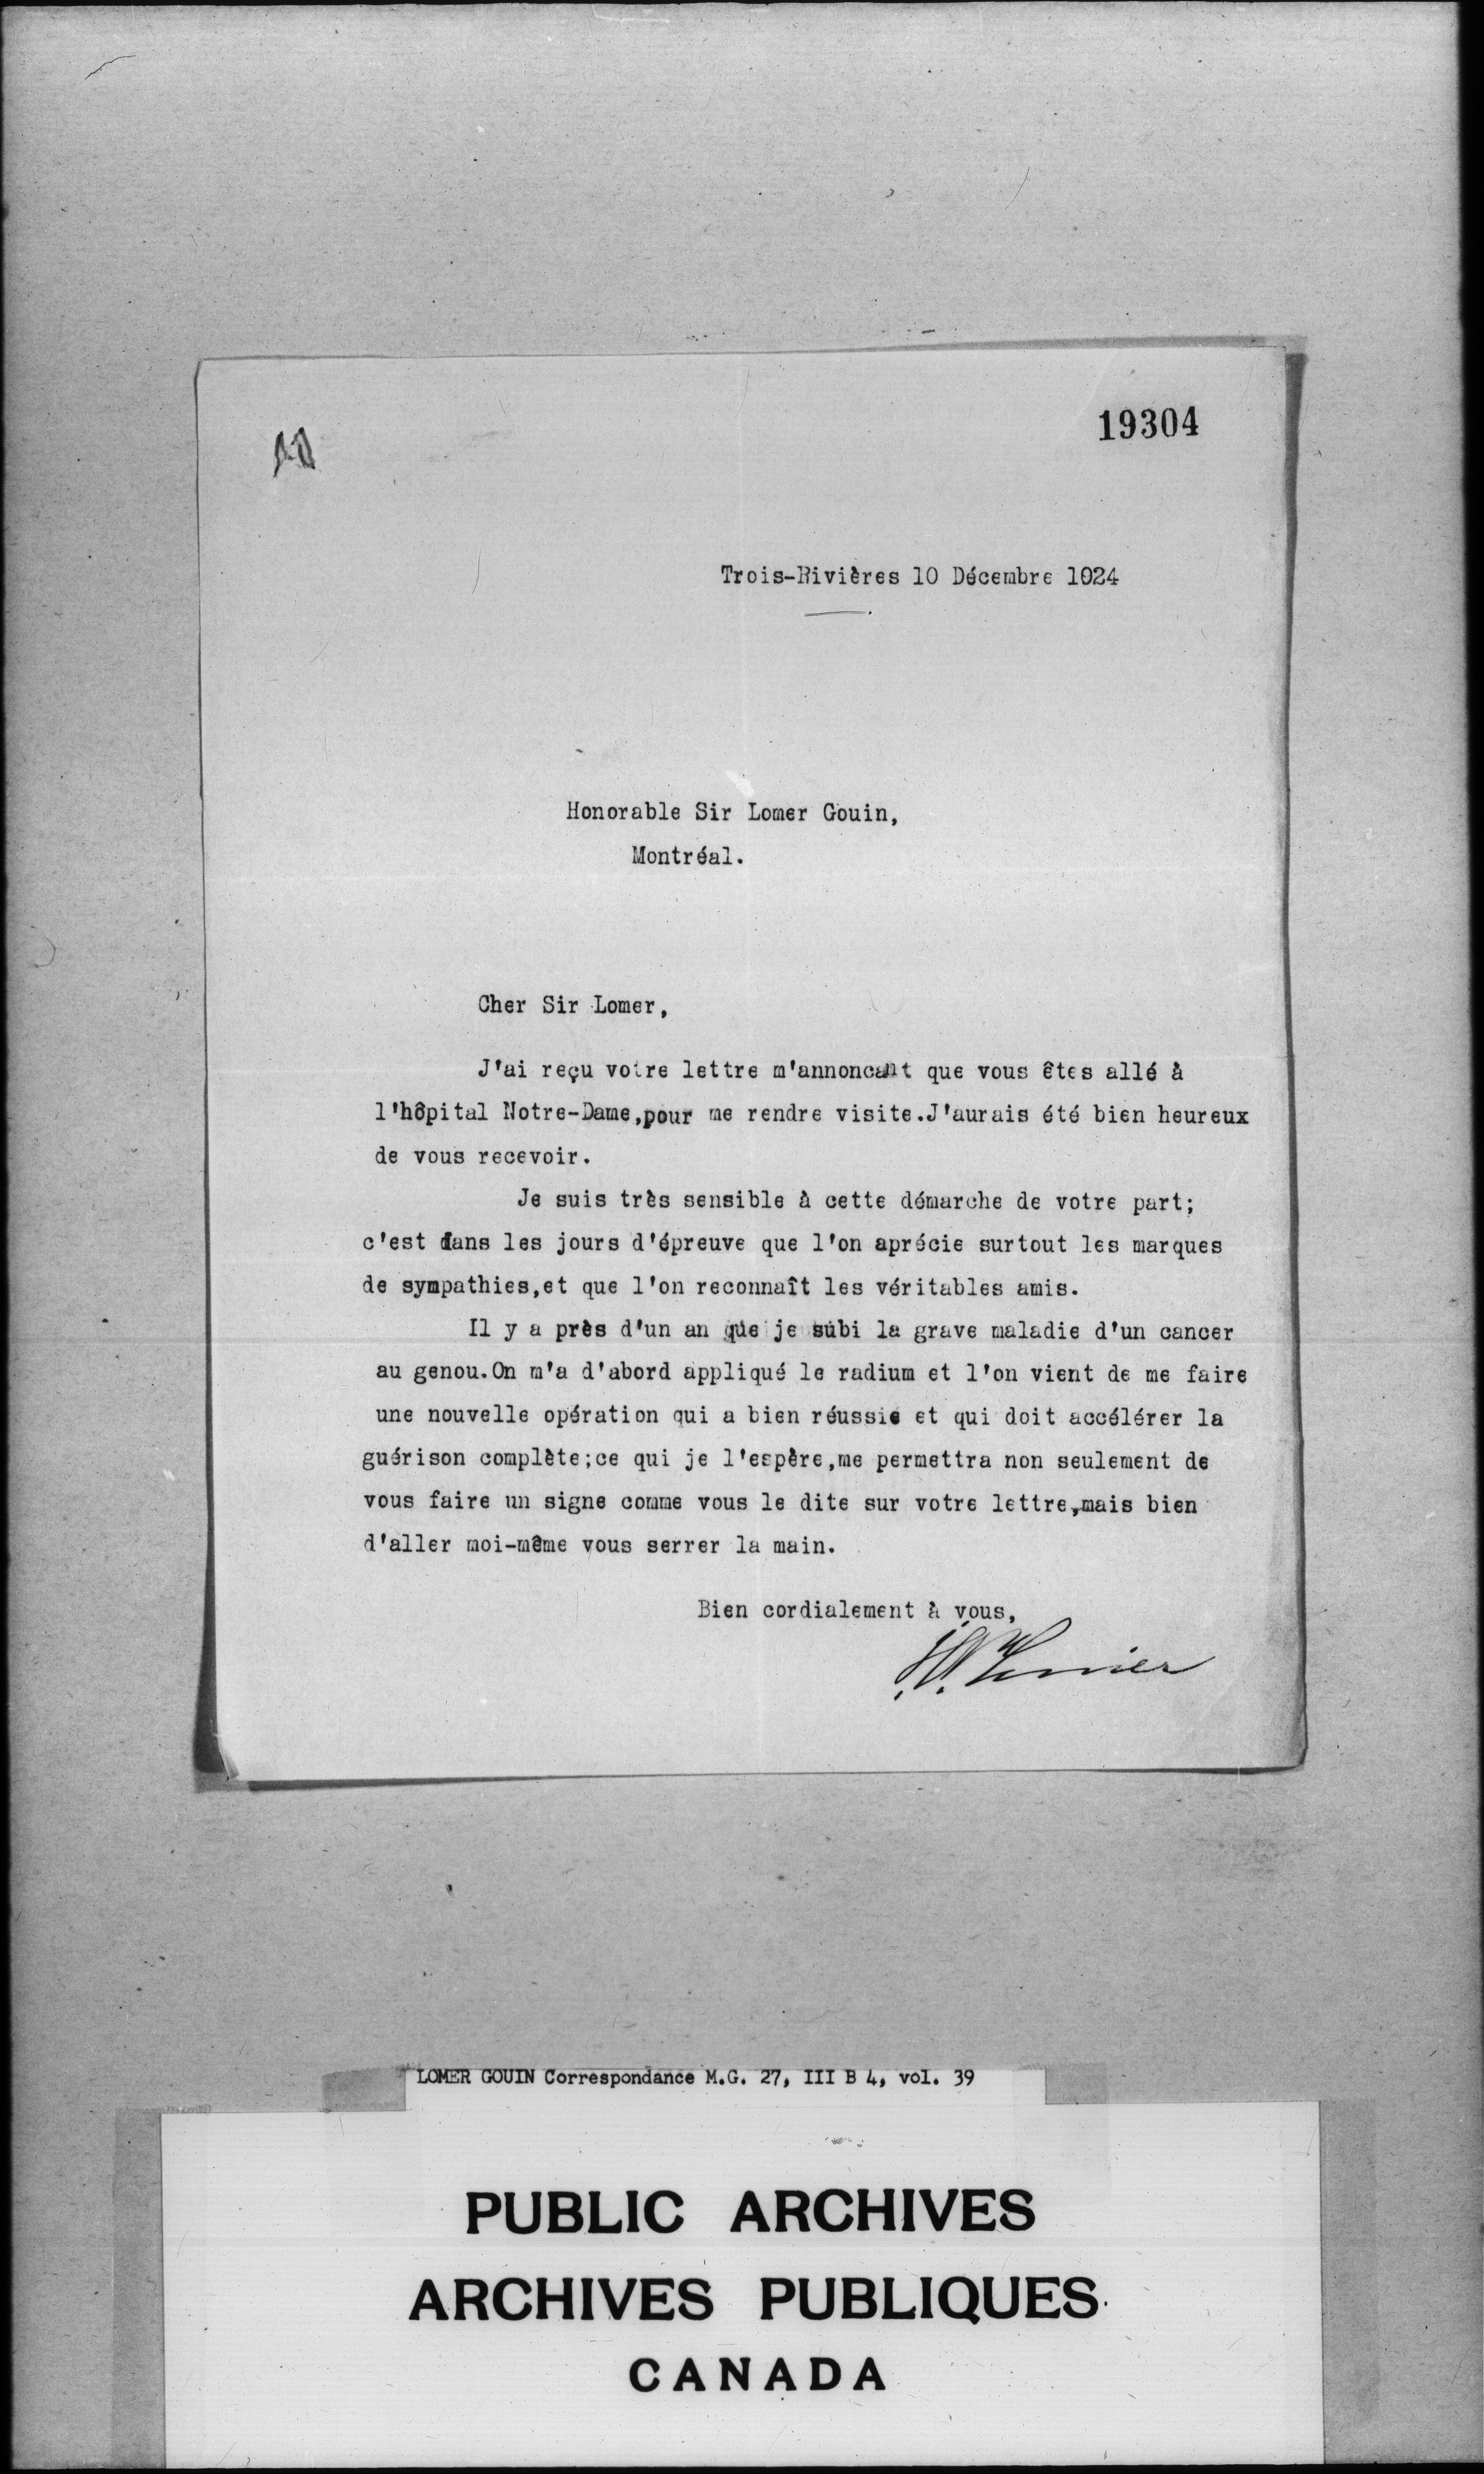 19304
Trois-Rivières 10 Décembre 1924
Honorable Sir Lomer Gouin,
Montréal.
Cher Sir Lomer,
J'ai reçu votre lettre m'annoncant que vous êtes allé à
l'hôpital Notre-Dame,pour me rendre visite.J'aurais été bien heureux
de vous recevoir.
Je suis très sensible à cette démarche de votre part;
c'est dans les jours d'épreuve que l'on aprécie surtout les marques
de sympathies,et que l'on reconnaît les véritables amis.
Il y a près d'un an que je subi la grave maladie d'un cancer
au genou.On m'a d'abord appliqué le radium et l'on vient de me faire
une nouvelle opération qui a bien réussie et qui doit accélérer la
guérison complète;ce qui je l'espère,me permettra non seulement de
vous faire un signe comme vous le dite sur votre lettre,mais bien
d'aller moi-même vous serrer la main.
Bien cordialement à vous,
LOMER GOUIN Correspondance M.G. 27, III B 4, vol. 39
PUBLIC ARCHIVES
ARCHIVES PUBLIQUES
CANADA